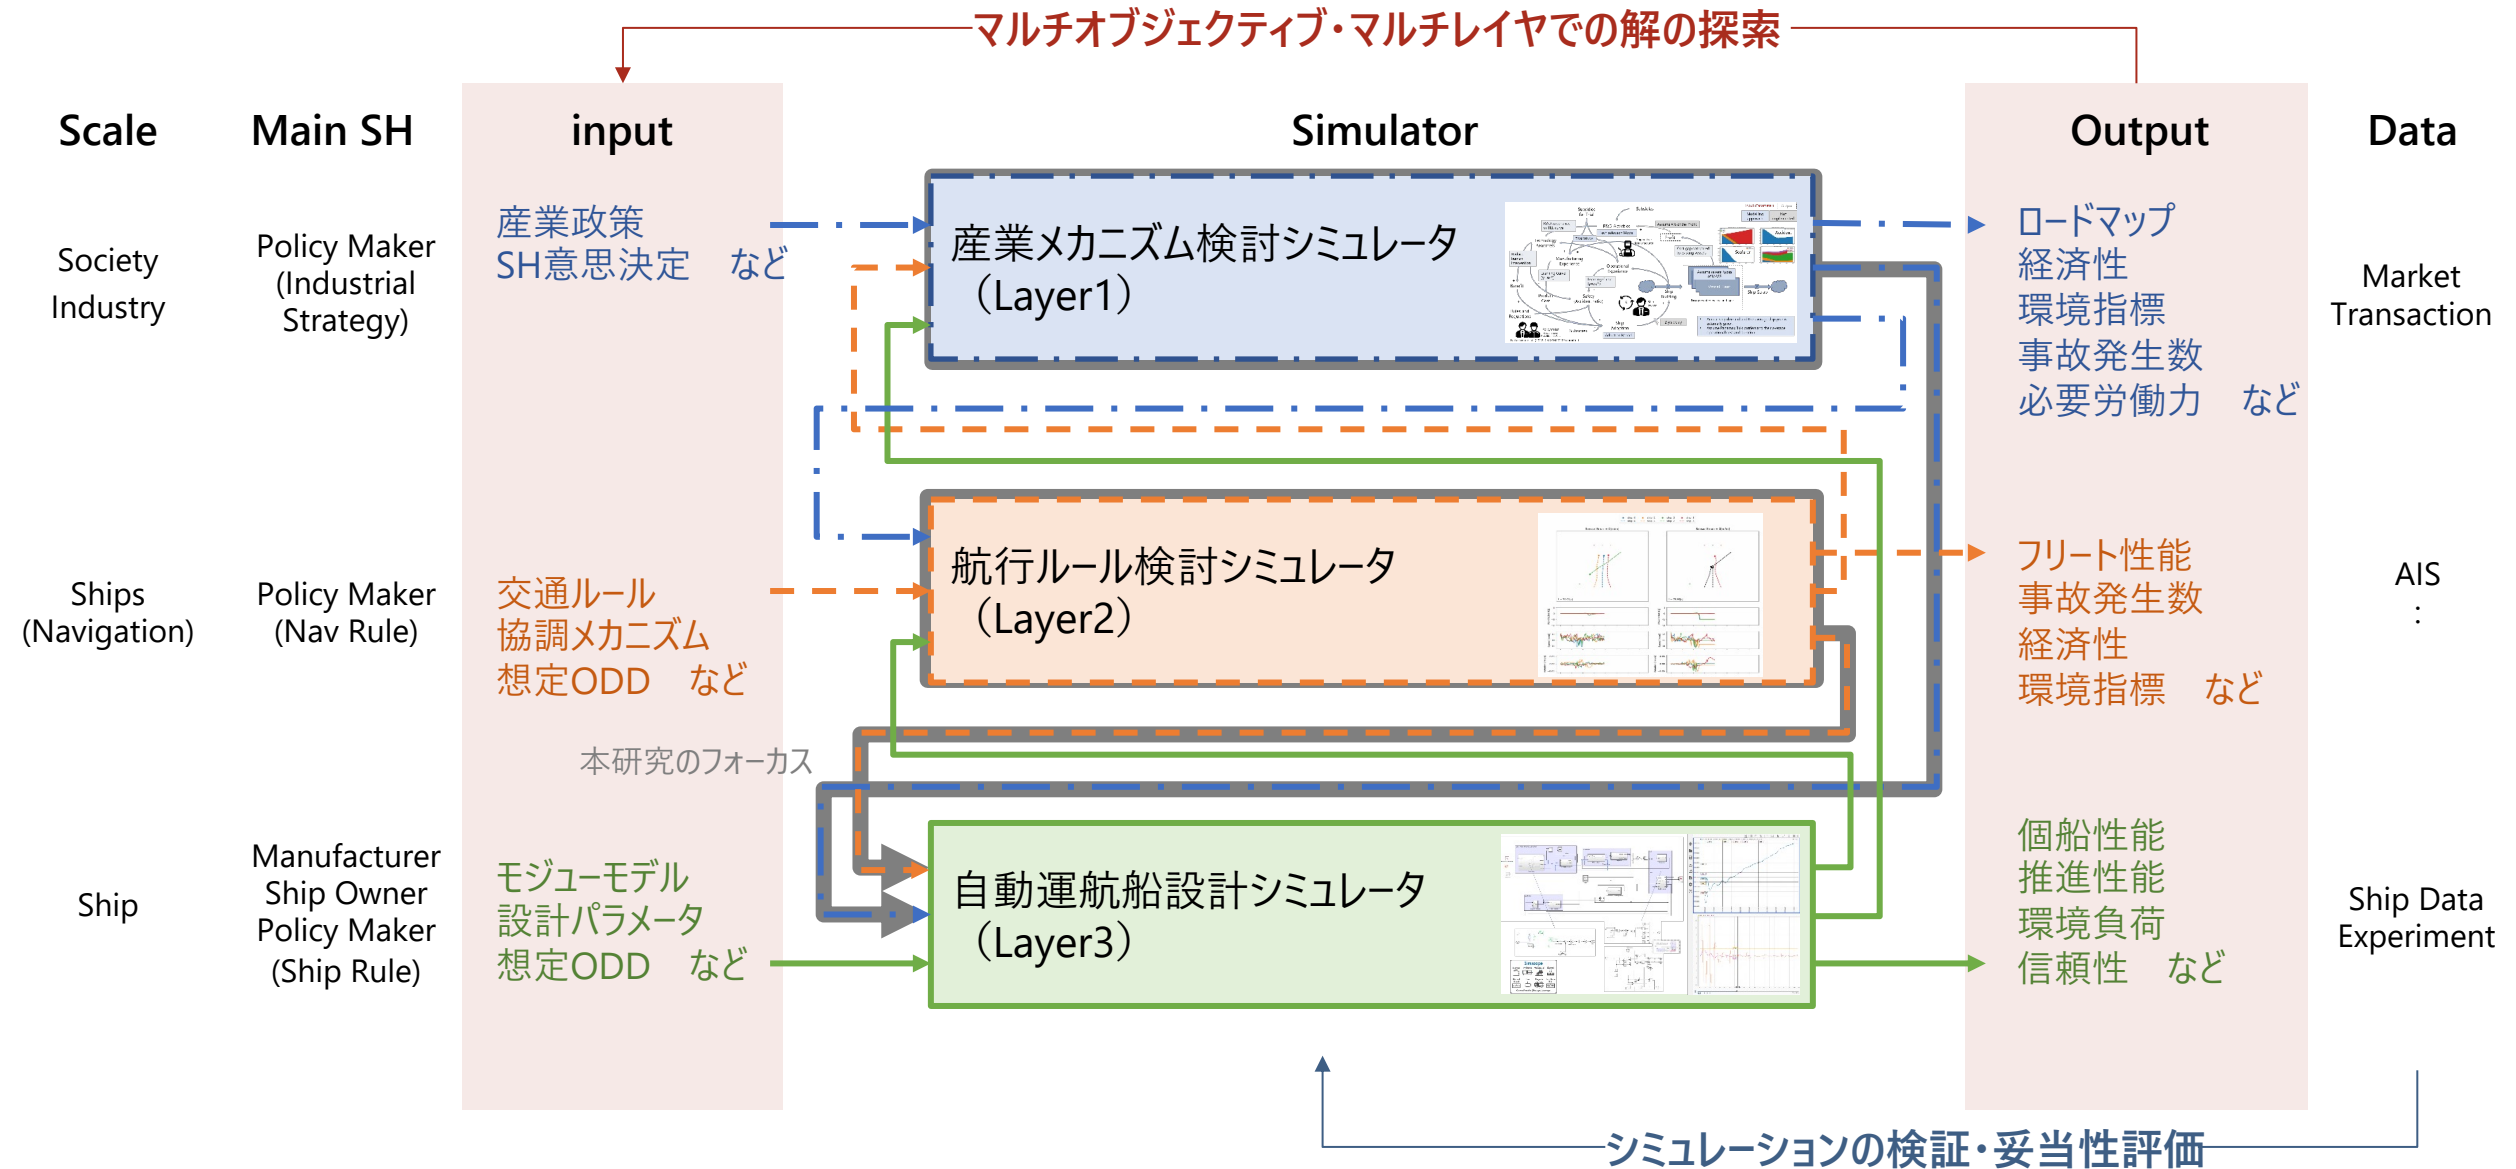 マルチオブジェクティブ・マルチレイヤでの解の探索
Scale
Main SH
input
Simulator
Output
Data
Society
Industry
Policy Maker
(Industrial
Strategy)
産業政策
SH意思決定　など
産業メカニズム検討シミュレータ
（Layer1）
ロードマップ
経済性
環境指標
事故発生数
必要労働力　など
Market
Transaction
Ships
(Navigation)
Policy Maker
(Nav Rule)
交通ルール
協調メカニズム
想定ODD　など
航行ルール検討シミュレータ
（Layer2）
フリート性能
事故発生数
経済性
環境指標　など
AIS
:
本研究のフォーカス
Ship
Manufacturer
Ship Owner
Policy Maker
(Ship Rule)
モジューモデル
設計パラメータ
想定ODD　など
自動運航船設計シミュレータ
（Layer3）
個船性能
推進性能
環境負荷
信頼性　など
Ship Data
Experiment
シミュレーションの検証・妥当性評価